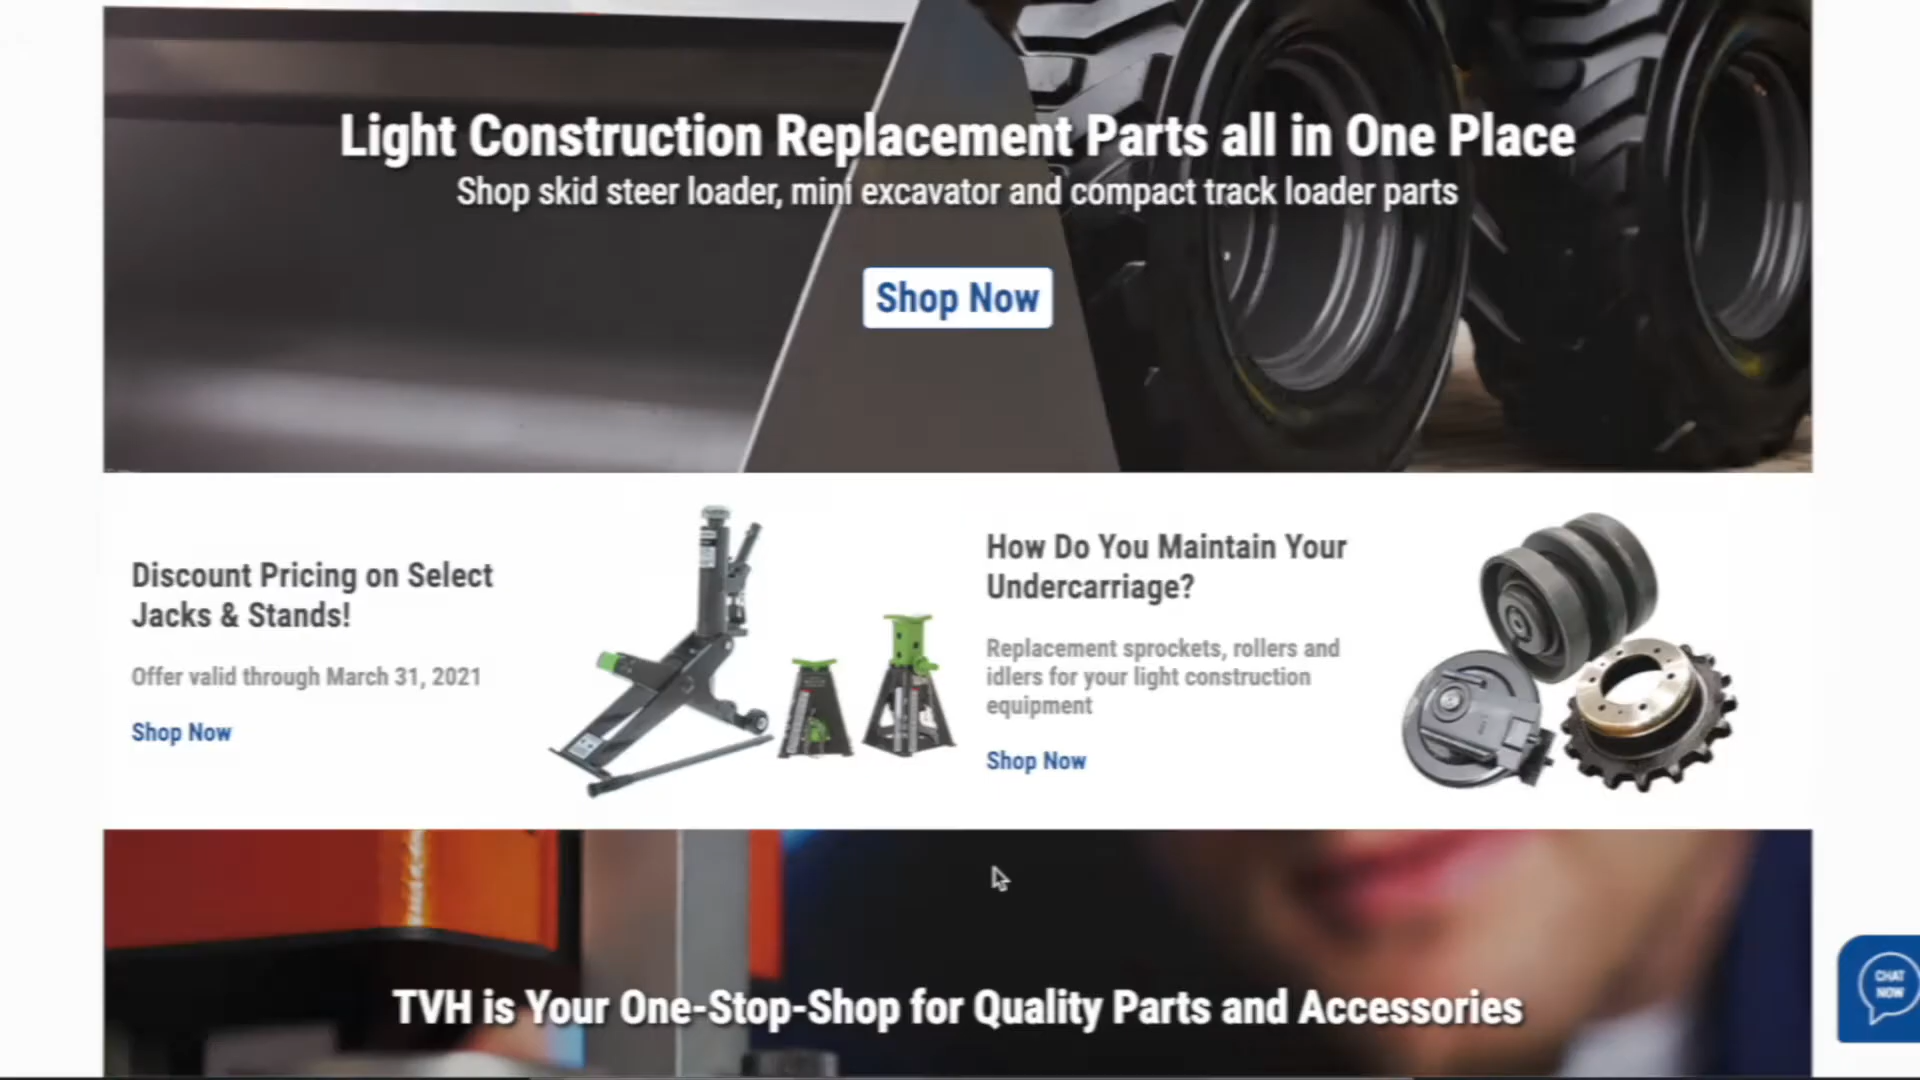 Light Construction Replacement Parts all in One Place
Shop skid steer loader, mini excavator and compact track loader parts
Shop Now
Discount Pricing on Select
Jacks & Stands!
Offer valid through March 31, 2021
Shop Now
How Do You Maintain Your
Undercarriage?
Replacement sprockets, rollers and
idlers for your light construction
equipment
Shop Now
TVH is Your One-Stop-Shop for Quality Parts and Accessories
CHAT
NOW